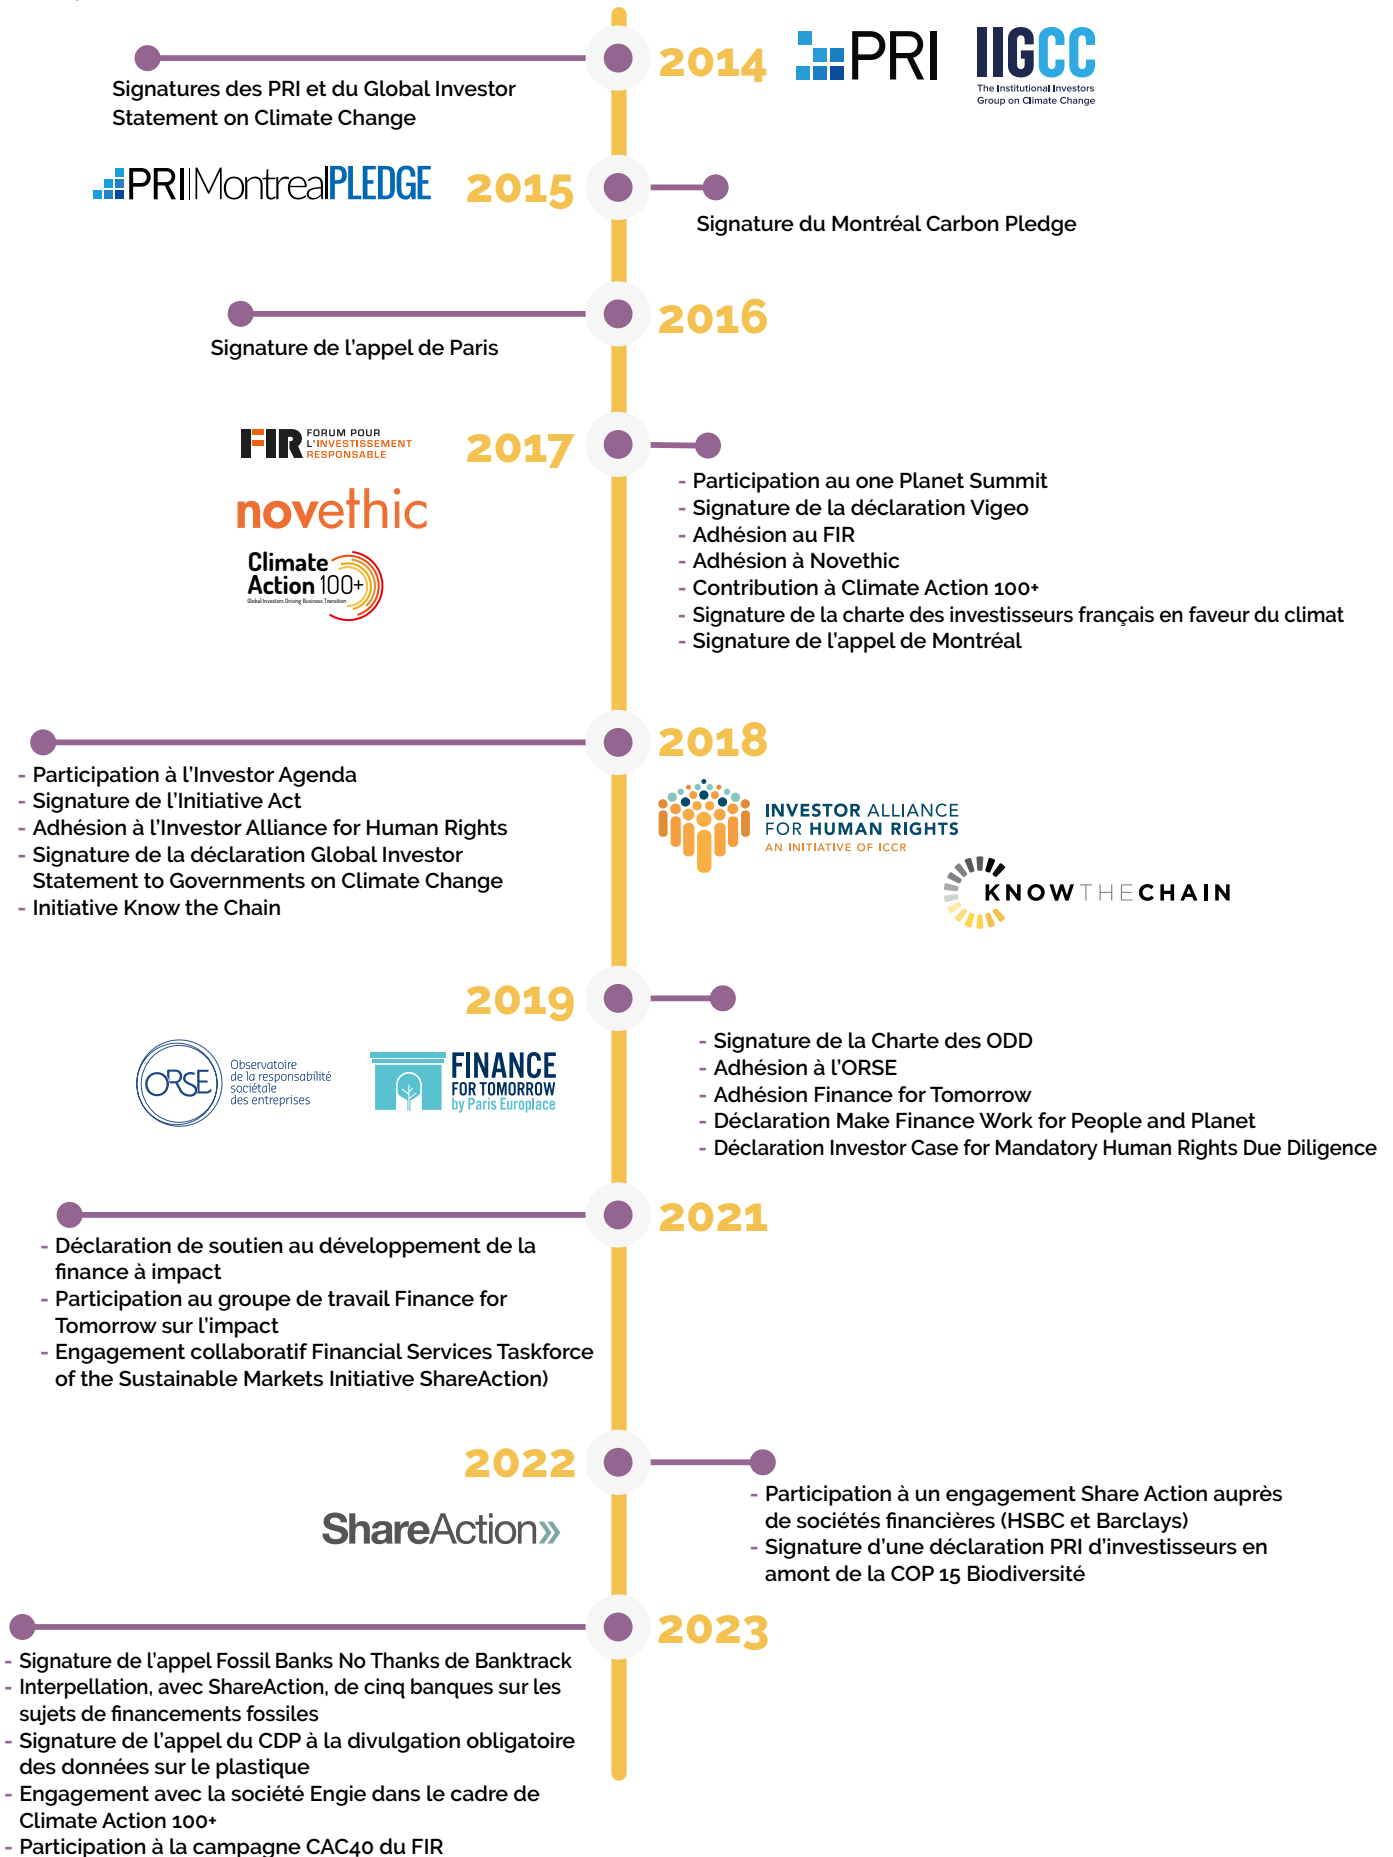 2014
PRI
IIGCC
The Institutional Investors
Group on Climate Change
Signatures des PRI et du Global Investor
Statement on Climate Change
PRI|MontrealPLEDGE
2015
Signature du Montréal Carbon Pledge
2016
Signature de l’appel de Paris
FIR FORUM POUR
L’INVESTISSEMENT
RESPONSABLE
2017
novethic
Climate
Action 100+
Global Investors Driving Business Transition
- Participation au one Planet Summit
- Signature de la déclaration Vigeo
- Adhésion au FIR
- Adhésion à Novethic
- Contribution à Climate Action 100+
- Signature de la charte des investisseurs français en faveur du climat
- Signature de l’appel de Montréal
2018
- Participation à l’Investor Agenda
- Signature de l’Initiative Act
- Adhésion à l’Investor Alliance for Human Rights
- Signature de la déclaration Global Investor
Statement to Governments on Climate Change
- Initiative Know the Chain
INVESTOR ALLIANCE
FOR HUMAN RIGHTS
AN INITIATIVE OF ICCR
KNOWTHECHAIN
2019
ORSE
Observatoire
de la responsabilité
sociétale
des entreprises
FINANCE
FOR TOMORROW
by Paris Europlace
- Signature de la Charte des ODD
- Adhésion à l’ORSE
- Adhésion Finance for Tomorrow
- Déclaration Make Finance Work for People and Planet
- Déclaration Investor Case for Mandatory Human Rights Due Diligence
2021
- Déclaration de soutien au développement de la
finance à impact
- Participation au groupe de travail Finance for
Tomorrow sur l’impact
- Engagement collaboratif Financial Services Taskforce
of the Sustainable Markets Initiative ShareAction)
2022
ShareAction»
- Participation à un engagement Share Action auprès
de sociétés financières (HSBC et Barclays)
- Signature d’une déclaration PRI d’investisseurs en
amont de la COP 15 Biodiversité
2023
- Signature de l’appel Fossil Banks No Thanks de Banktrack
- Interpellation, avec ShareAction, de cinq banques sur les
sujets de financements fossiles
- Signature de l’appel du CDP à la divulgation obligatoire
des données sur le plastique
- Engagement avec la société Engie dans le cadre de
Climate Action 100+
- Participation à la campagne CAC40 du FIR